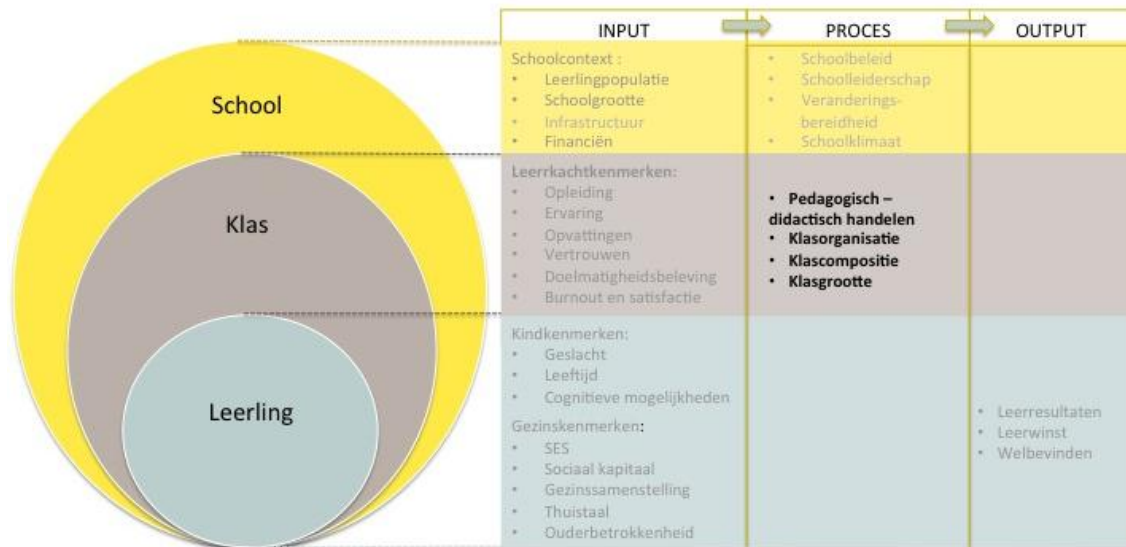 INPUT
PROCES
OUTPUT
School
Klas
Leerling
Schoolcontext :
• Leerlingpopulatie
• Schoolgrootte
• Infrastructuur
• Financiën
• Schoolbeleid
• Schoolleiderschap
• Veranderings-
bereidheid
• Schoolklimaat
Leerrkachtkenmerken:
• Opleiding
• Ervaring
• Opvattingen
• Vertrouwen
• Doelmatigheidsbeleving
• Burnout en satisfactie
• Pedagogisch –
didactisch handelen
• Klasorganisatie
• Klascompositie
• Klasgrootte
Kindkenmerken:
• Geslacht
• Leeftijd
• Cognitieve mogelijkheden
Gezinskenmerken:
• SES
• Sociaal kapitaal
• Gezinssamenstelling
• Thuistaal
• Ouderbetrokkenheid
• Leerresultaten
• Leerwinst
• Welbevinden